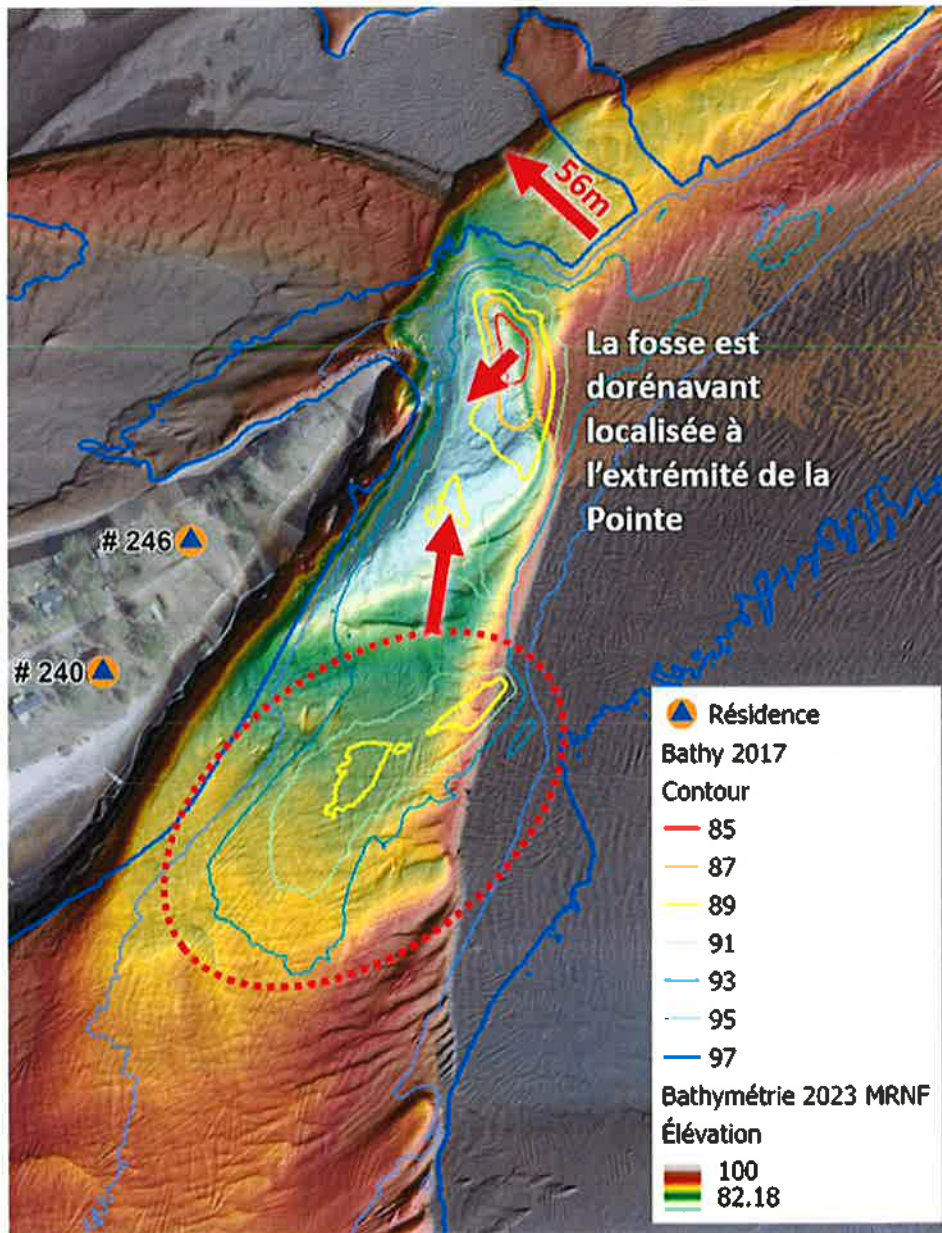 56m
La fosse est
dorénavant
localisée à
l'extrémité de la
Pointe
# 246
# 240
Résidence
Bathy 2017
Contour
85
87
89
91
93
95
97
Bathymétrie 2023 MRNF
Élévation
100
82.18